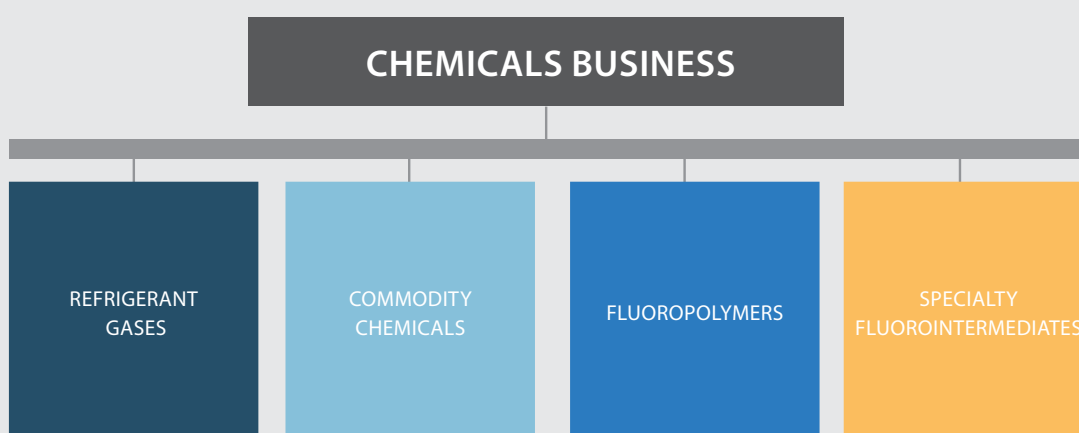 CHEMICALS BUSINESS
REFRIGERANT
GASES
COMMODITY
CHEMICALS
FLUOROPOLYMERS
SPECIALTY
FLUOROINTERMEDIATES